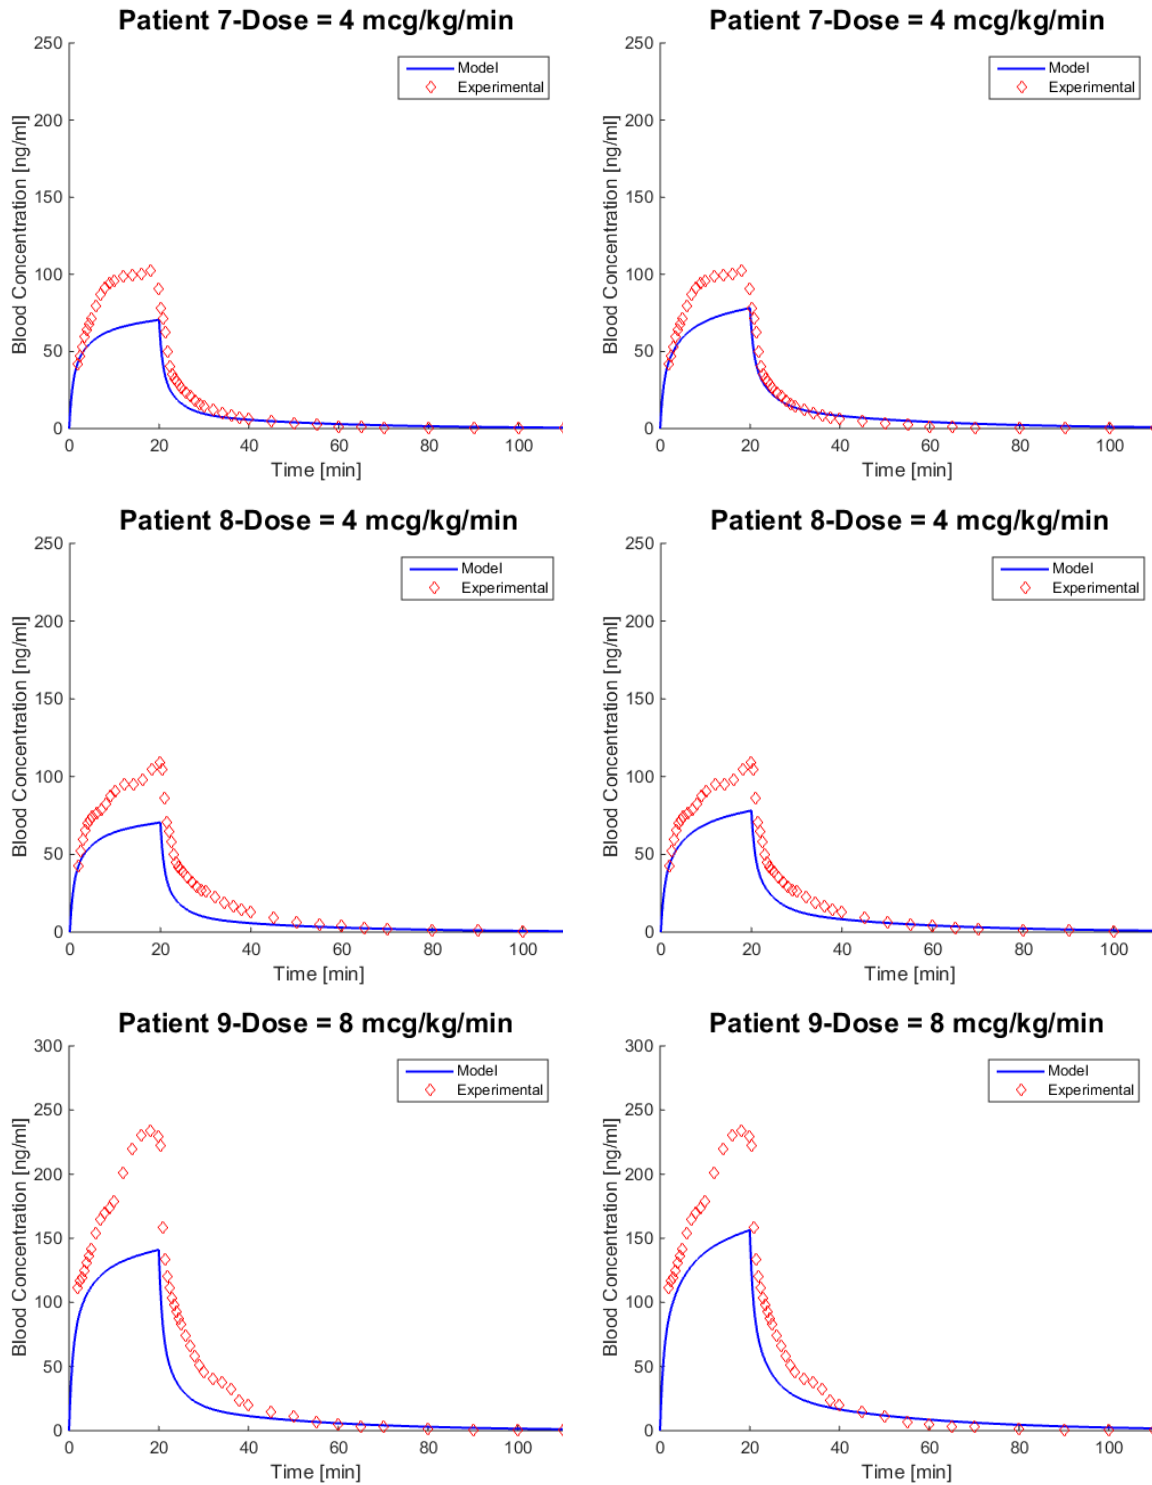 Patient 7-Dose = 4 mcg/kg/min
250
200
150
100
50
0
Blood Concentration [ng/ml]
Model
Experimental
0 20 40 60 80 100
Time [min]
Patient 7-Dose = 4 mcg/kg/min
250
200
150
100
50
0
Blood Concentration [ng/ml]
Model
Experimental
0 20 40 60 80 100
Time [min]
Patient 8-Dose = 4 mcg/kg/min
250
200
150
100
50
0
Blood Concentration [ng/ml]
Model
Experimental
0 20 40 60 80 100
Time [min]
Patient 8-Dose = 4 mcg/kg/min
250
200
150
100
50
0
Blood Concentration [ng/ml]
Model
Experimental
0 20 40 60 80 100
Time [min]
Patient 9-Dose = 8 mcg/kg/min
300
250
200
150
100
50
0
Blood Concentration [ng/ml]
Model
Experimental
0 20 40 60 80 100
Time [min]
Patient 9-Dose = 8 mcg/kg/min
300
250
200
150
100
50
0
Blood Concentration [ng/ml]
Model
Experimental
0 20 40 60 80 100
Time [min]